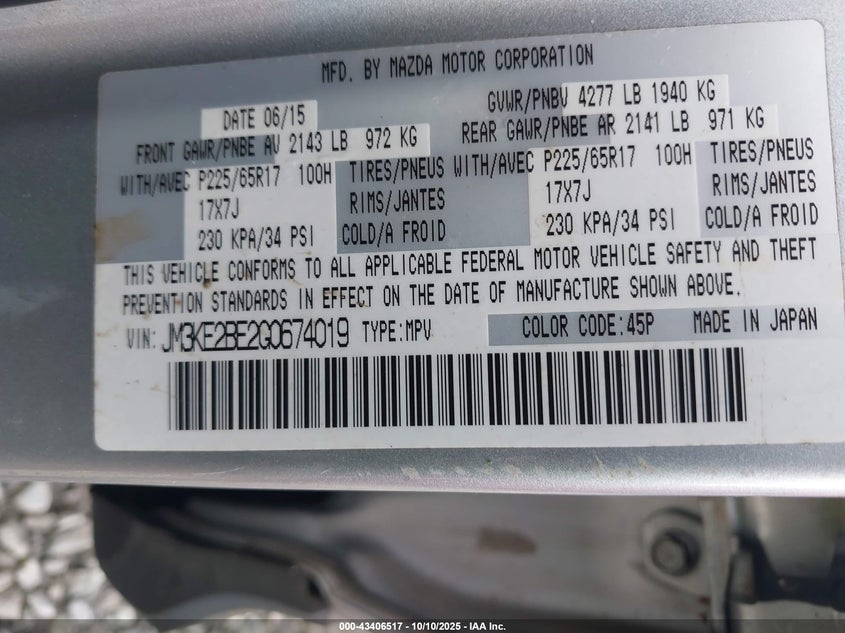 MFD. BY MAZDA MOTOR CORPORATION
DATE 06/15 GVWR/PNBV 4277 LB 1940 KG
FRONT GAWR/PNBE AV 2143 LB 972 KG REAR GAWR/PNBE AR 2141 LB 971 KG
WITH/AVEC P225/65R17 100H TIRES/PNEUS WITH/AVEC P225/65R17 100H TIRES/PNEUS
17X7J RIMS/JANTES 17X7J RIMS/JANTES
230 KPA/34 PSI COLD/A FROID 230 KPA/34 PSI COLD/A FROID
THIS VEHICLE CONFORMS TO ALL APPLICABLE FEDERAL MOTOR VEHICLE SAFETY AND THEFT
PREVENTION STANDARDS IN EFFECT ON THE DATE OF MANUFACTURE SHOWN ABOVE.
VIN: JM3KE2BE2G0674019 TYPE:MPV COLOR CODE:45P MADE IN JAPAN
000-43406517 - 10/10/2025 - IAA Inc.